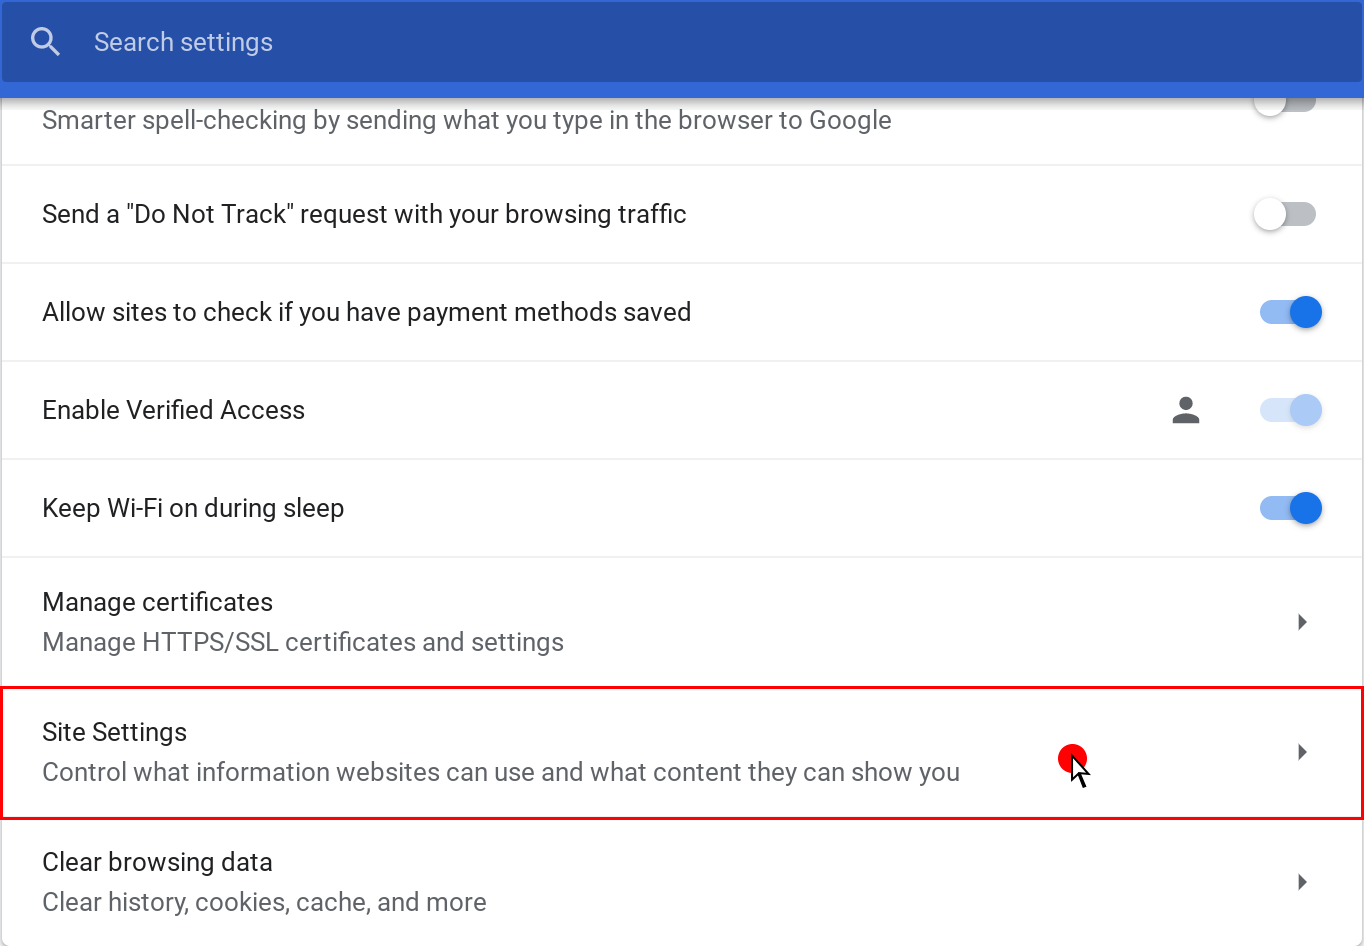 Search settings
Smarter spell-checking by sending what you type in the browser to Google
Send a "Do Not Track" request with your browsing traffic
Allow sites to check if you have payment methods saved
Enable Verified Access
Keep Wi-Fi on during sleep
Manage certificates
Manage HTTPS/SSL certificates and settings
Site Settings
Control what information websites can use and what content they can show you
Clear browsing data
Clear history, cookies, cache, and more